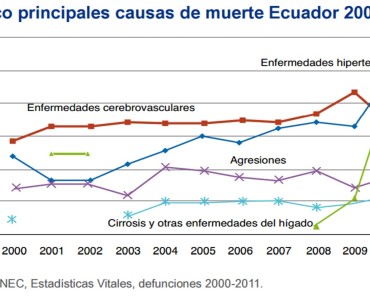 co principales causas de muerte Ecuador 200
Enfermedades hiperte
Enfermedades cerebrovasculares
Agresiones
Cirrosis y otras enfermedades del hígado
2000 2001 2002 2003 2004 2005 2006 2007 2008 2009
NEC, Estadísticas Vitales, defunciones 2000-2011.